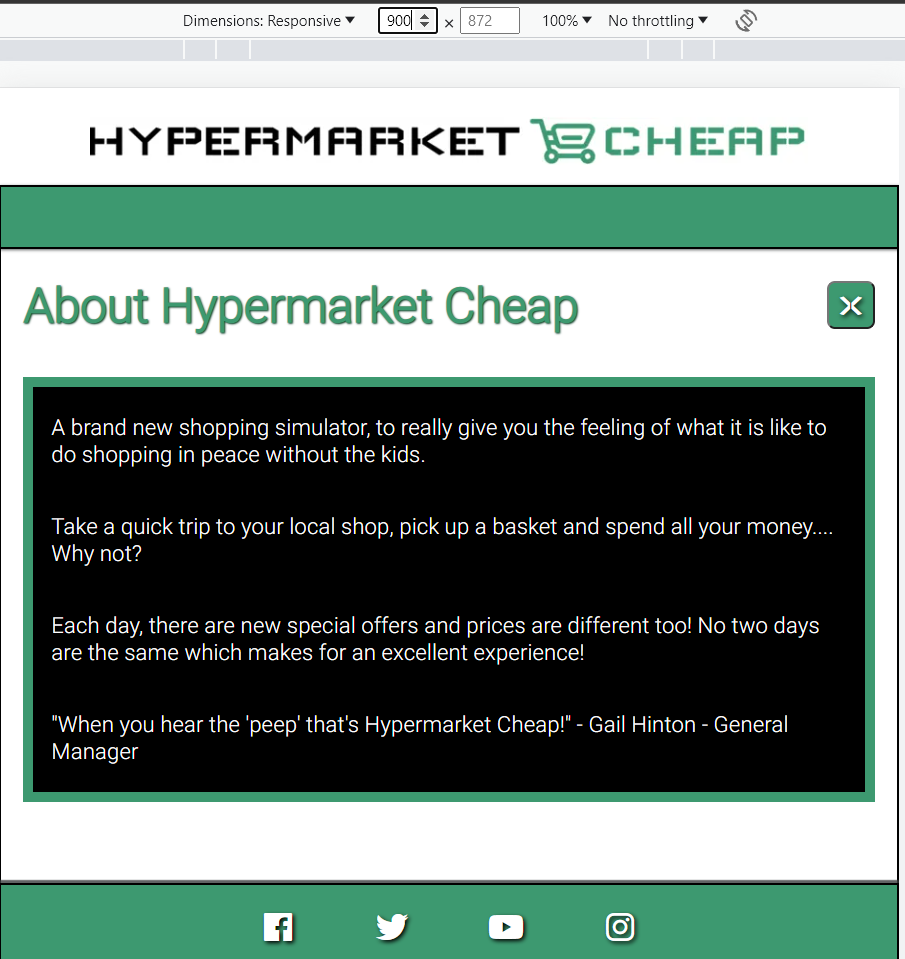 Dimensions: Responsive 900 × 872 100% No throttling
HYPERMARKET CHEAP
About Hypermarket Cheap
A brand new shopping simulator, to really give you the feeling of what it is like to
do shopping in peace without the kids.
Take a quick trip to your local shop, pick up a basket and spend all your money....
Why not?
Each day, there are new special offers and prices are different too! No two days
are the same which makes for an excellent experience!
"When you hear the 'peep' that's Hypermarket Cheap!" - Gail Hinton - General
Manager